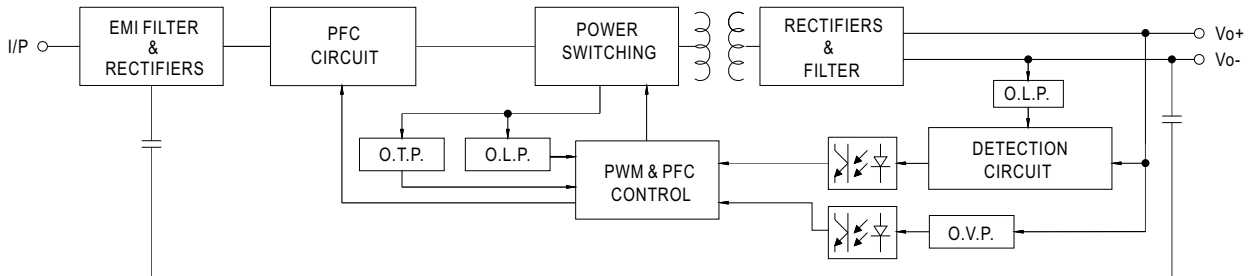 I/P
EMI FILTER
&
RECTIFIERS
PFC
CIRCUIT
POWER
SWITCHING
RECTIFIERS
&
FILTER
Vo+
Vo-
O.L.P.
O.T.P.
O.L.P.
PWM & PFC
CONTROL
DETECTION
CIRCUIT
O.V.P.